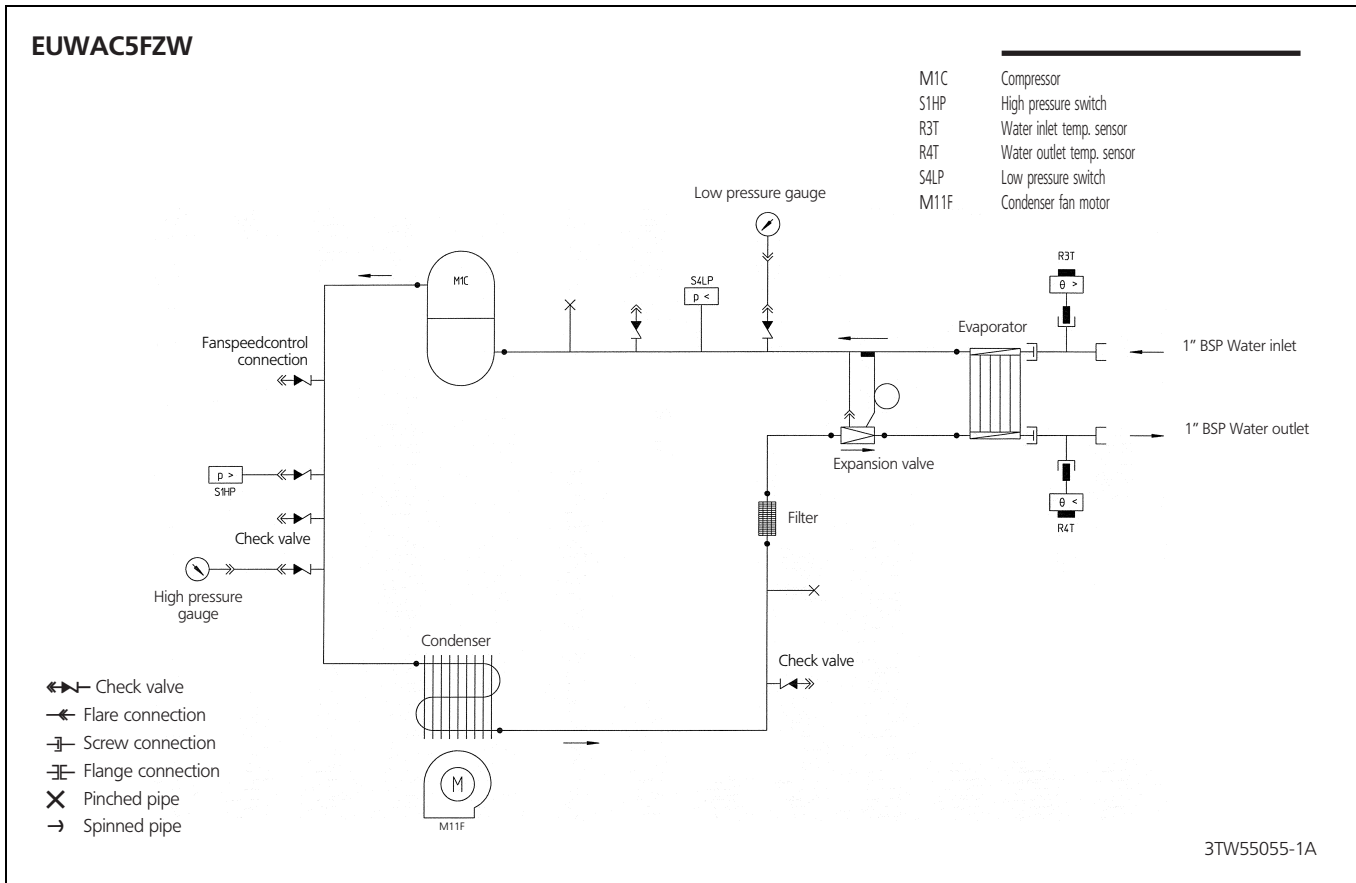 EUWAC5FZW
M1C Compressor
S1HP High pressure switch
R3T Water inlet temp. sensor
R4T Water outlet temp. sensor
S4LP Low pressure switch
M11F Condenser fan motor
Low pressure gauge
R3T
θ >
M1C
S4LP
p <
Evaporator
Fanspeedcontrol
connection
1” BSP Water inlet
1” BSP Water outlet
Expansion valve
p >
S1HP
θ <
R4T
Filter
Check valve
High pressure
gauge
Condenser
Check valve
Check valve
Flare connection
Screw connection
Flange connection
Pinched pipe
Spinned pipe
M
M11F
3TW55055-1A